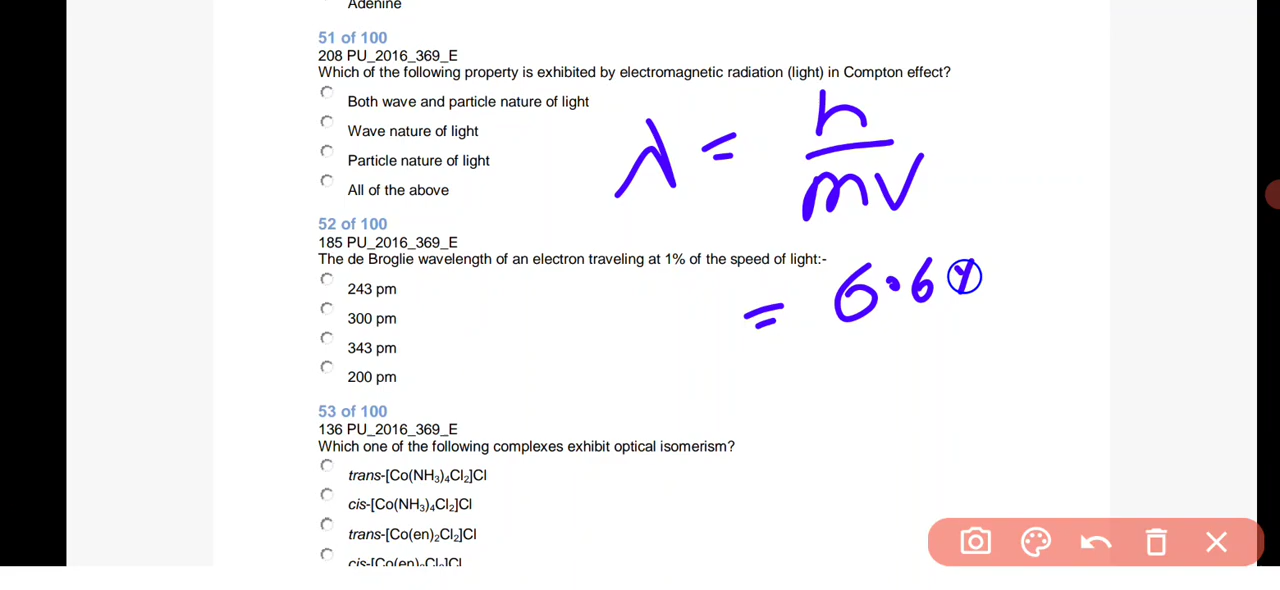 Adenine
51 of 100
208 PU_2016_369_E
Which of the following property is exhibited by electromagnetic radiation (light) in Compton effect?
Both wave and particle nature of light
Wave nature of light
Particle nature of light
All of the above
λ = h/mv
52 of 100
185 PU_2016_369_E
The de Broglie wavelength of an electron traveling at 1% of the speed of light:-
243 pm
300 pm
343 pm
200 pm
= 6.6
53 of 100
136 PU_2016_369_E
Which one of the following complexes exhibit optical isomerism?
trans-[Co(NH₃)₄Cl₂]Cl
cis-[Co(NH₃)₄Cl₂]Cl
trans-[Co(en)₂Cl₂]Cl
cis-[Co(en)₂Cl₂]Cl